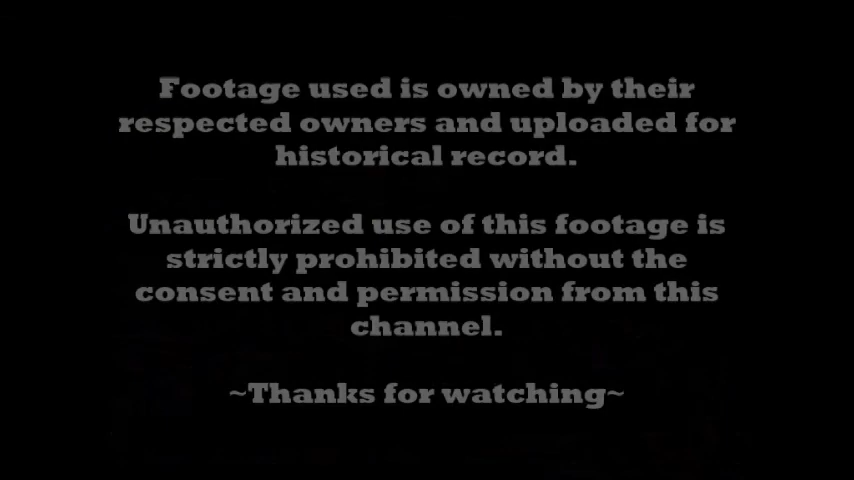 Footage used is owned by their
respected owners and uploaded for
historical record.
Unauthorized use of this footage is
strictly prohibited without the
consent and permission from this
channel.
~Thanks for watching~